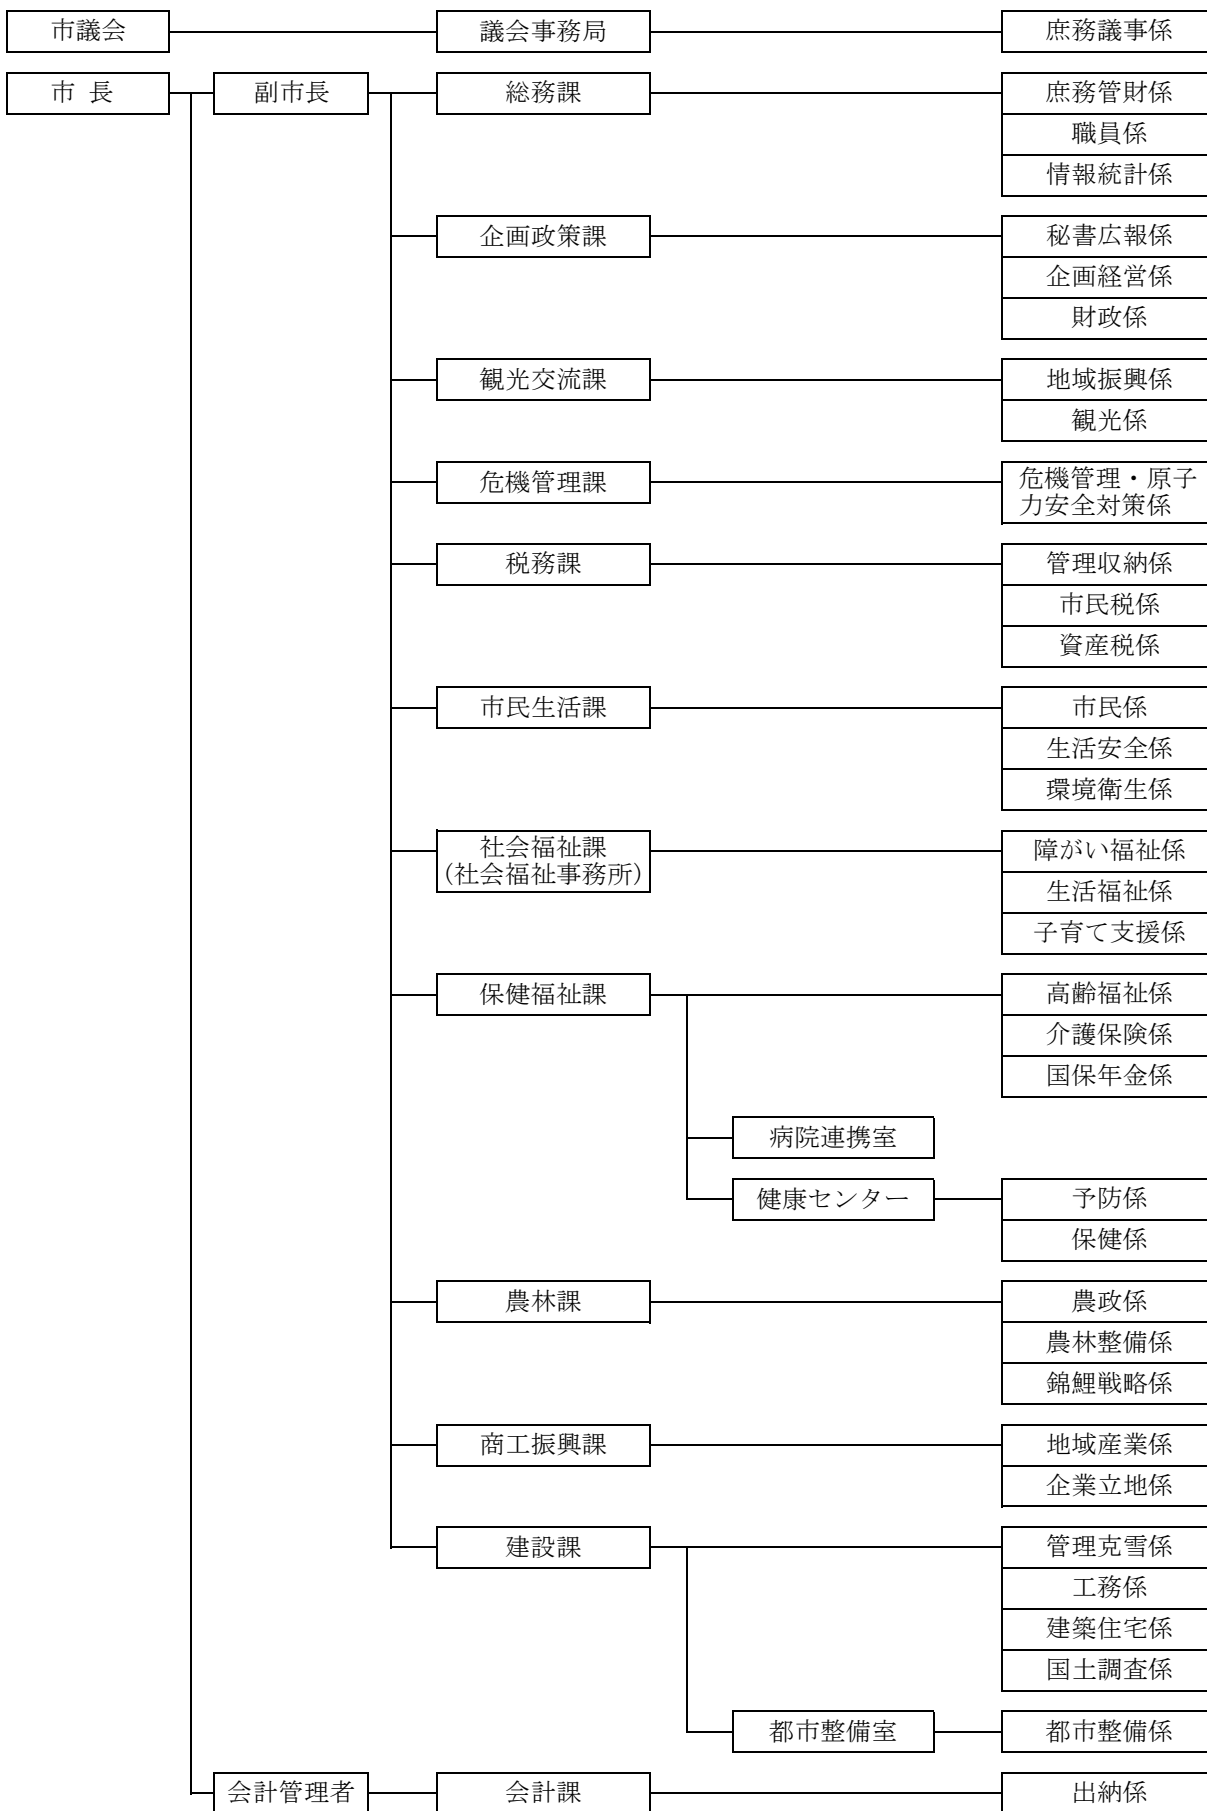 市議会
議会事務局
庶務議事係
市 長
副市長
総務課
庶務管財係
職員係
情報統計係
企画政策課
秘書広報係
企画経営係
財政係
観光交流課
地域振興係
観光係
危機管理課
危機管理・原子
力安全対策係
税務課
管理収納係
市民税係
資産税係
市民生活課
市民係
生活安全係
環境衛生係
社会福祉課
(社会福祉事務所)
障がい福祉係
生活福祉係
子育て支援係
保健福祉課
高齢福祉係
介護保険係
国保年金係
病院連携室
健康センター
予防係
保健係
農林課
農政係
農林整備係
錦鯉戦略係
商工振興課
地域産業係
企業立地係
建設課
管理克雪係
工務係
建築住宅係
国土調査係
都市整備室
都市整備係
会計管理者
会計課
出納係